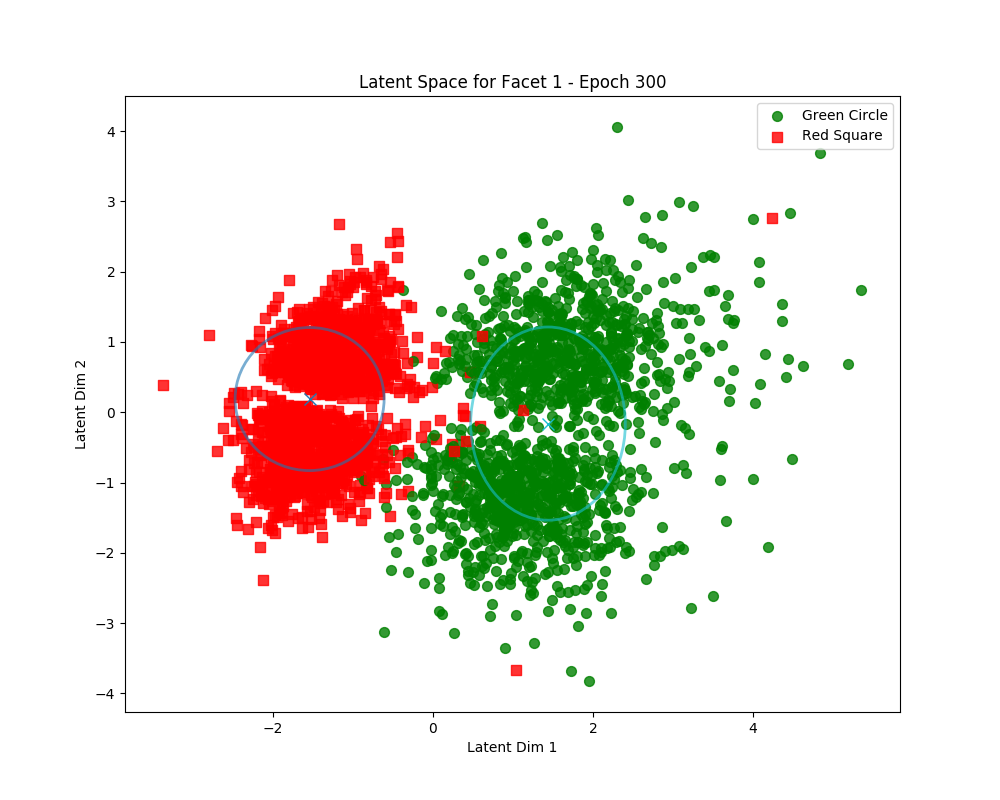 Latent Space for Facet 1 - Epoch 300
Green Circle
Red Square
4
3
2
1
0
−1
−2
−3
−4
Latent Dim 2
−2
0
2
4
Latent Dim 1